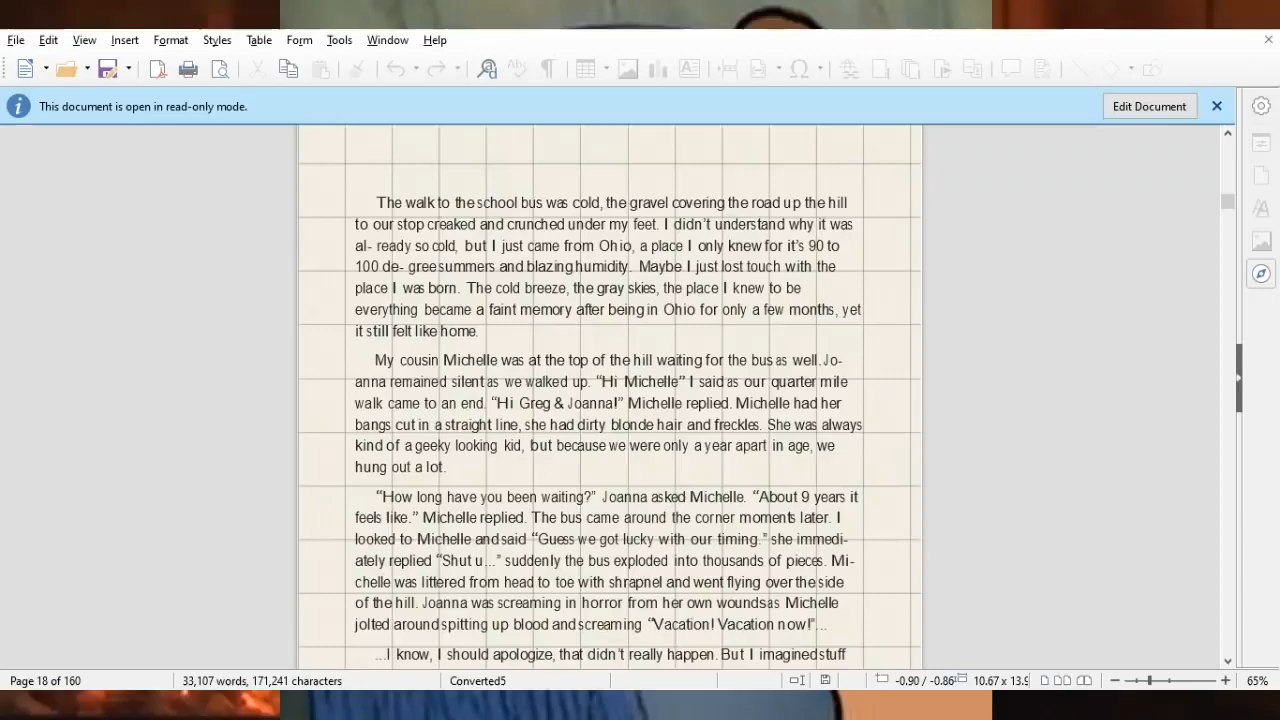 File Edit View Insert Format Styles Table Form Tools Window Help
This document is open in read-only mode.
Edit Document
The walk to the school bus was cold, the gravel covering the road up the hill
to our stop creaked and crunched under my feet. I didn't understand why it was
al- ready so cold, but I just came from Ohio, a place I only knew for it's 90 to
100 de- gree summers and blazing humidity. Maybe I just lost touch with the
place I was born. The cold breeze, the gray skies, the place I knew to be
everything became a faint memory after being in Ohio for only a few months, yet
it still felt like home.
My cousin Michelle was at the top of the hill waiting for the bus as well. Jo-
anna remained silent as we walked up. “Hi Michelle” I said as our quarter mile
walk came to an end. “Hi Greg & Joanna!” Michelle replied. Michelle had her
bangs cut in a straight line, she had dirty blonde hair and freckles. She was always
kind of a geeky looking kid, but because we were only a year apart in age, we
hung out a lot.
“How long have you been waiting?” Joanna asked Michelle. “About 9 years it
feels like.” Michelle replied. The bus came around the corner moments later. I
looked to Michelle and said “Guess we got lucky with our timing.” she immedi-
ately replied “Shut u...” suddenly the bus exploded into thousands of pieces. Mi-
chelle was littered from head to toe with shrapnel and went flying over the side
of the hill. Joanna was screaming in horror from her own wounds as Michelle
jolted around spitting up blood and screaming “Vacation! Vacation now!”...
...I know, I should apologize, that didn't really happen. But I imagined stuff
Page 18 of 160 33,107 words, 171,241 characters Converted5 -0.90 / -0.86 10.67 x 13.9 65%